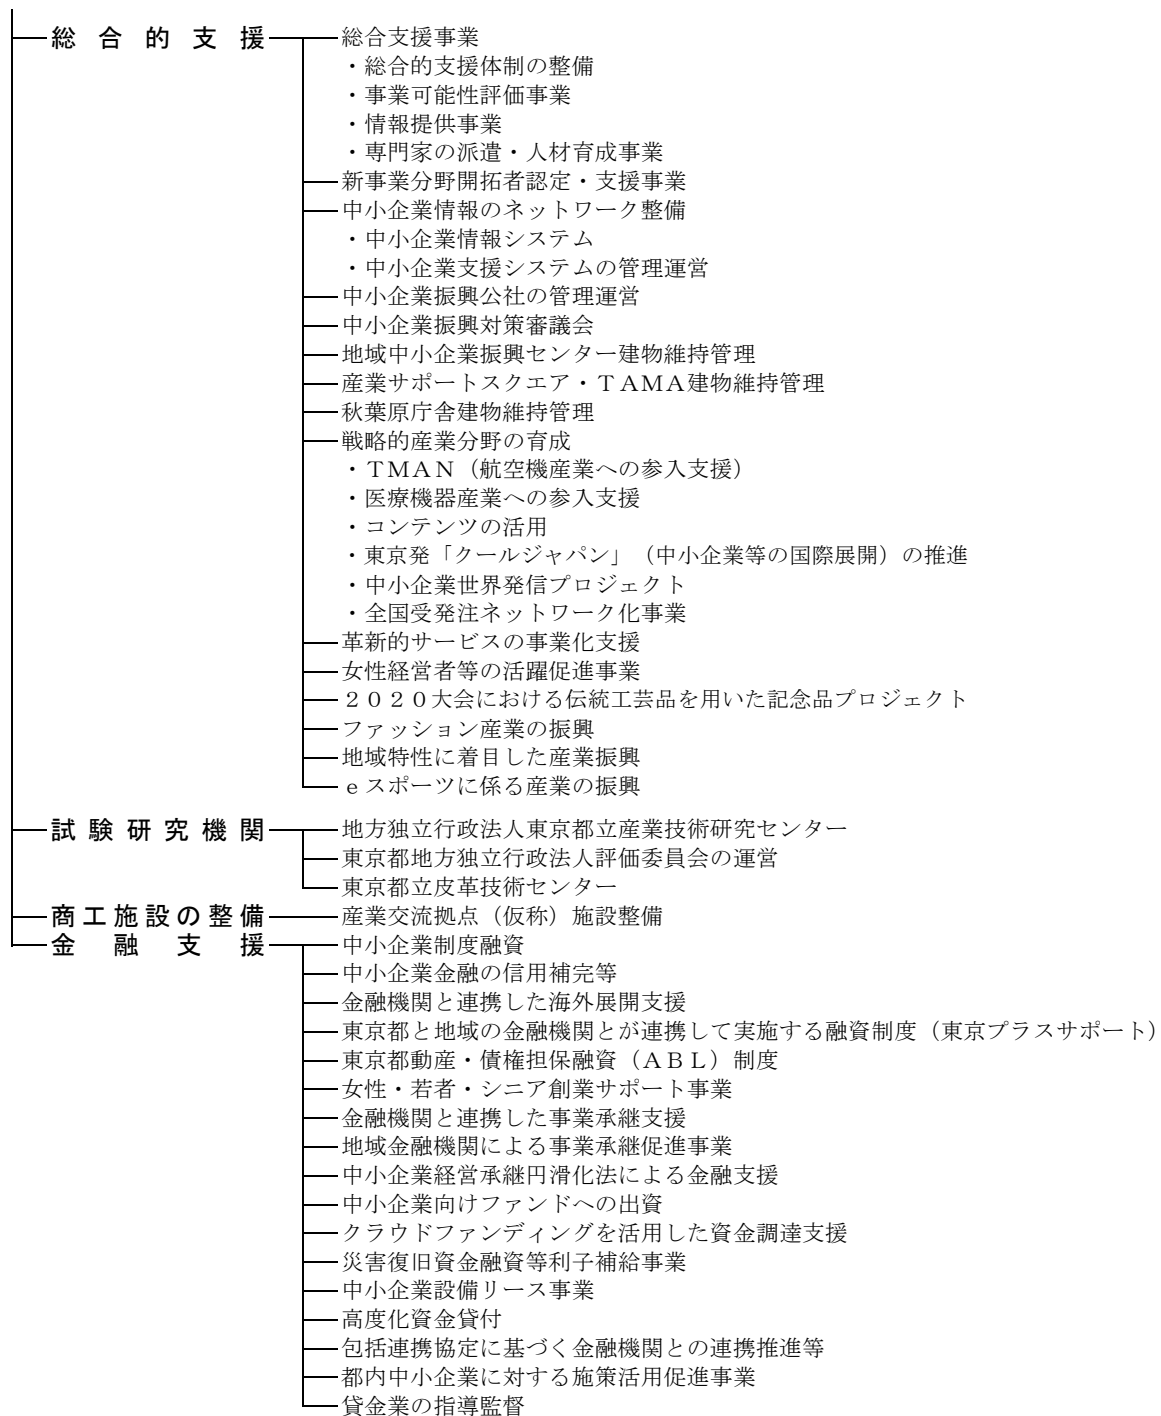 総合的支援 総合支援事業
・総合的支援体制の整備
・事業可能性評価事業
・情報提供事業
・専門家の派遣・人材育成事業
新事業分野開拓者認定・支援事業
中小企業情報のネットワーク整備
・中小企業情報システム
・中小企業支援システムの管理運営
中小企業振興公社の管理運営
中小企業振興対策審議会
地域中小企業振興センター建物維持管理
産業サポートスクエア・ＴＡＭＡ建物維持管理
秋葉原庁舎建物維持管理
戦略的産業分野の育成
・ＴＭＡＮ（航空機産業への参入支援）
・医療機器産業への参入支援
・コンテンツの活用
・東京発「クールジャパン」（中小企業等の国際展開）の推進
・中小企業世界発信プロジェクト
・全国受発注ネットワーク化事業
革新的サービスの事業化支援
女性経営者等の活躍促進事業
２０２０大会における伝統工芸品を用いた記念品プロジェクト
ファッション産業の振興
地域特性に着目した産業振興
ｅスポーツに係る産業の振興
試験研究機関 地方独立行政法人東京都立産業技術研究センター
東京都地方独立行政法人評価委員会の運営
東京都立皮革技術センター
商工施設の整備 産業交流拠点（仮称）施設整備
金融支援 中小企業制度融資
中小企業金融の信用補完等
金融機関と連携した海外展開支援
東京都と地域の金融機関とが連携して実施する融資制度（東京プラスサポート）
東京都動産・債権担保融資（ＡＢＬ）制度
女性・若者・シニア創業サポート事業
金融機関と連携した事業承継支援
地域金融機関による事業承継促進事業
中小企業経営承継円滑化法による金融支援
中小企業向けファンドへの出資
クラウドファンディングを活用した資金調達支援
災害復旧資金融資等利子補給事業
中小企業設備リース事業
高度化資金貸付
包括連携協定に基づく金融機関との連携推進等
都内中小企業に対する施策活用促進事業
貸金業の指導監督